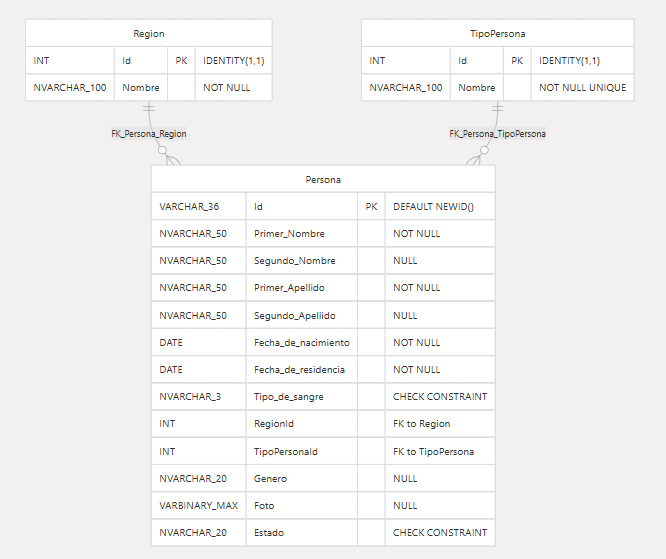 Region
INT Id PK IDENTITY(1,1)
NVARCHAR_100 Nombre NOT NULL
TipoPersona
INT Id PK IDENTITY(1,1)
NVARCHAR_100 Nombre NOT NULL UNIQUE
FK_Persona_Region
FK_Persona_TipoPersona
Persona
VARCHAR_36 Id PK DEFAULT NEWID()
NVARCHAR_50 Primer_Nombre NOT NULL
NVARCHAR_50 Segundo_Nombre NULL
NVARCHAR_50 Primer_Apellido NOT NULL
NVARCHAR_50 Segundo_Apellido NULL
DATE Fecha_de_nacimiento NOT NULL
DATE Fecha_de_residencia NOT NULL
NVARCHAR_3 Tipo_de_sangre CHECK CONSTRAINT
INT RegionId FK to Region
INT TipoPersonaId FK to TipoPersona
NVARCHAR_20 Genero NULL
VARBINARY_MAX Foto NULL
NVARCHAR_20 Estado CHECK CONSTRAINT